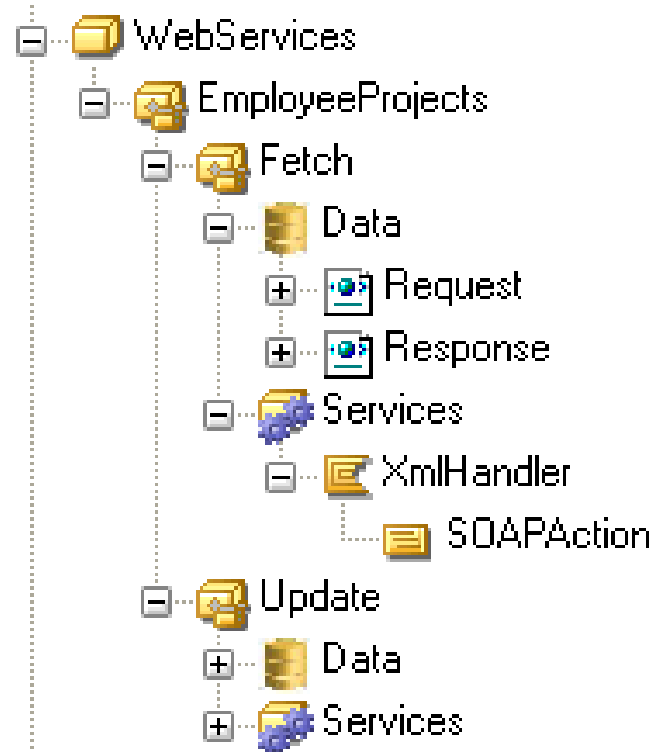 WebServices
EmployeeProjects
Fetch
Data
Request
Response
Services
XmlHandler
SOAPAction
Update
Data
Services